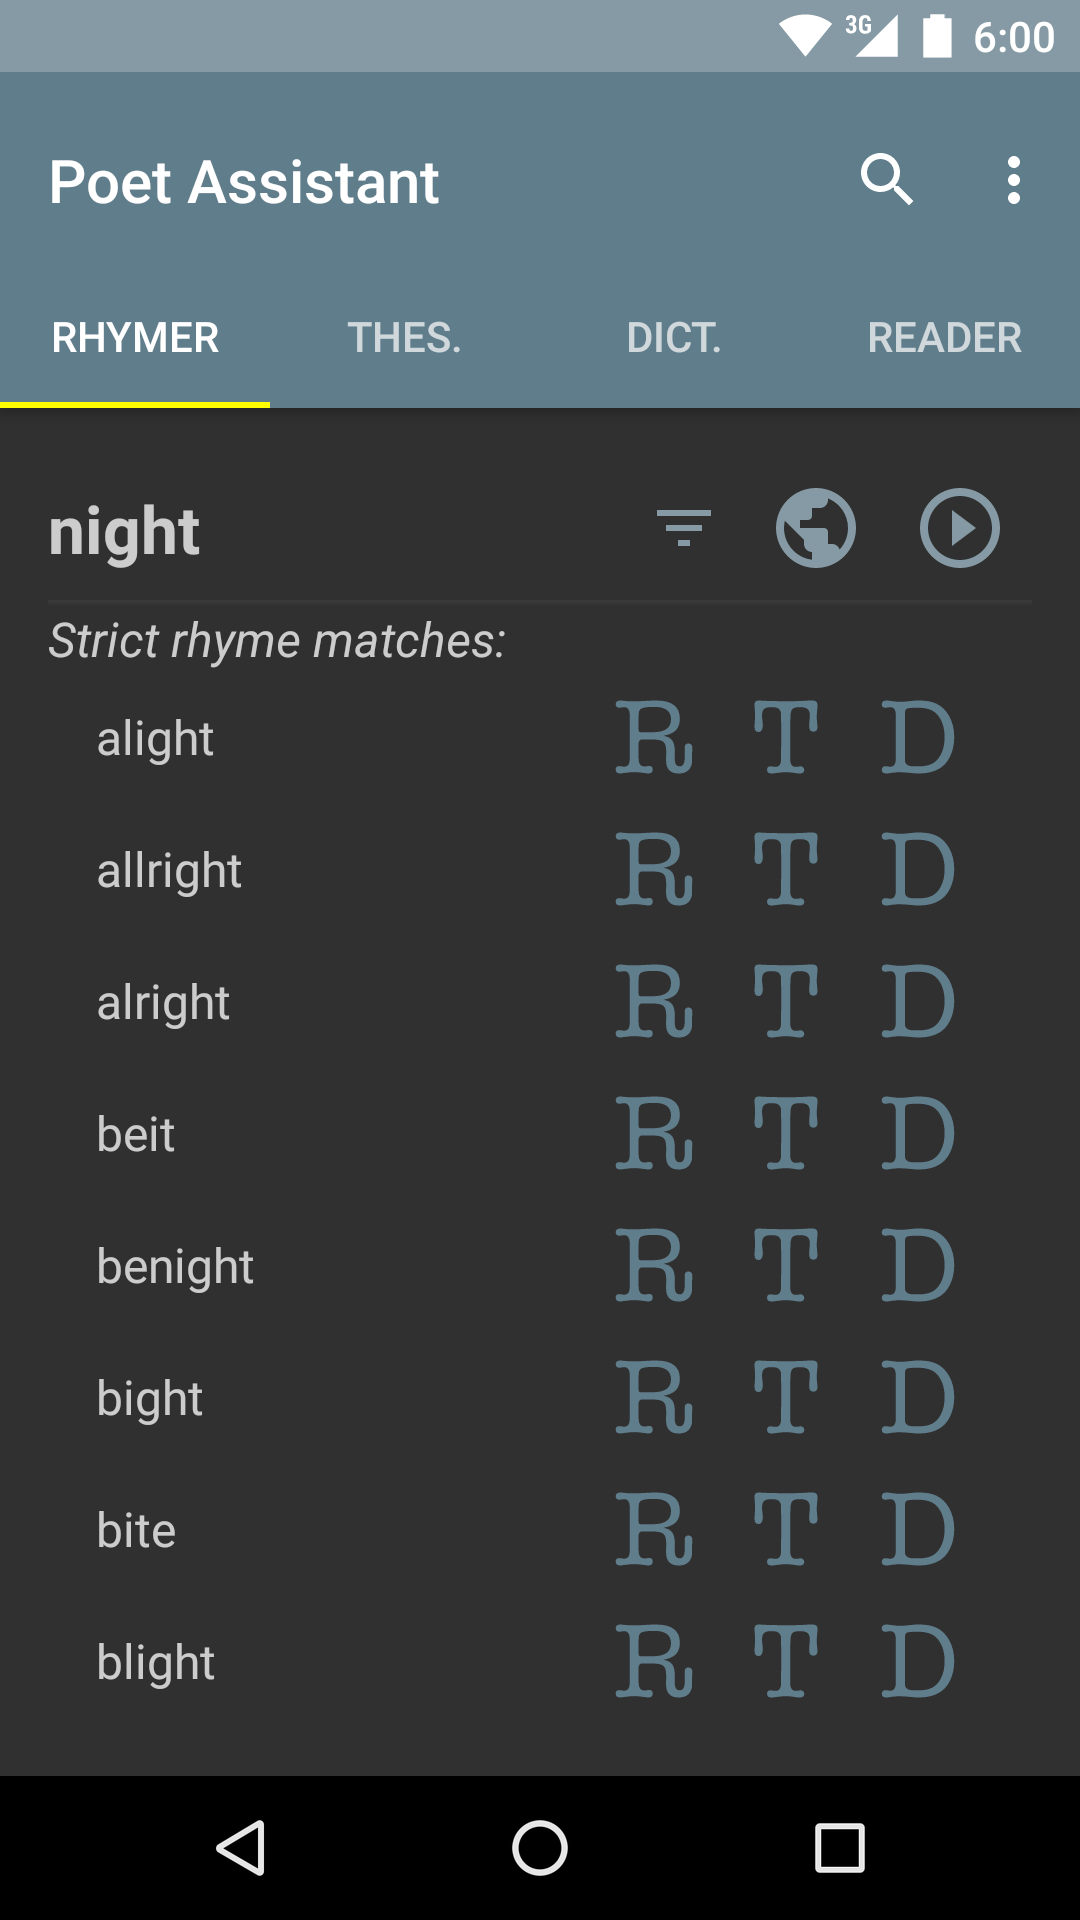 3G 6:00
Poet Assistant
RHYMER THES. DICT. READER
night
Strict rhyme matches:
alight R T D
allright R T D
alright R T D
beit R T D
benight R T D
bight R T D
bite R T D
blight R T D